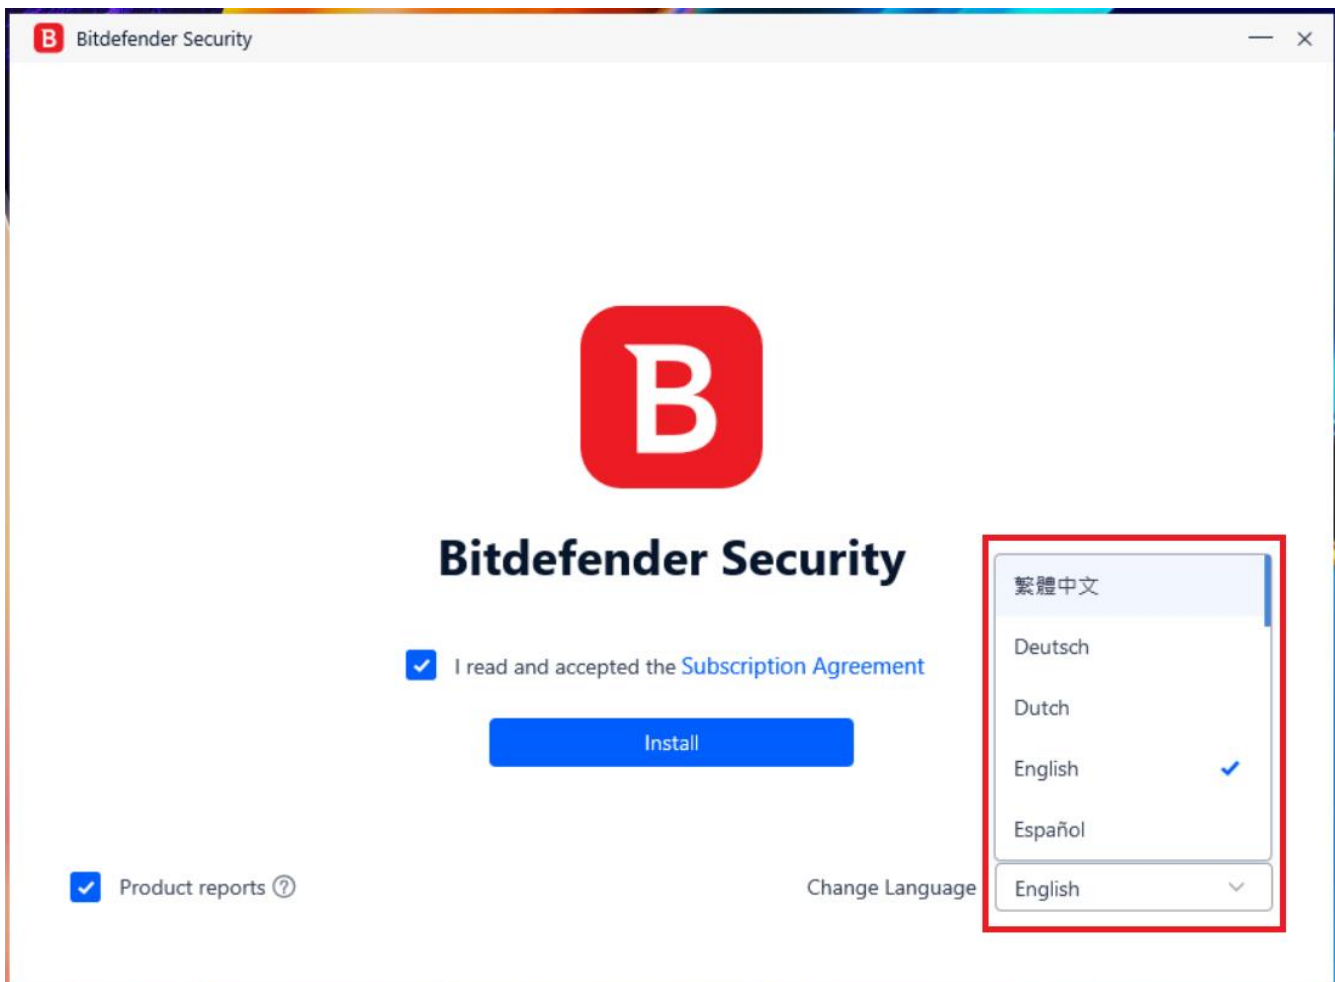 B Bitdefender Security
B
Bitdefender Security
I read and accepted the Subscription Agreement
Install
繁體中文
Deutsch
Dutch
English
Español
Product reports ?
Change Language English